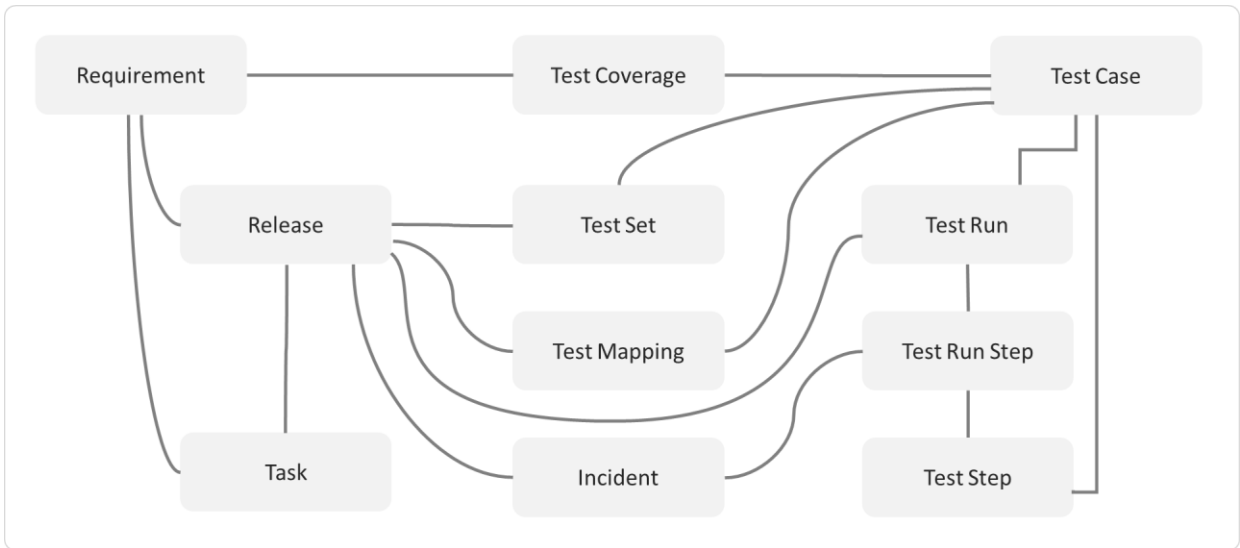 Requirement
Test Coverage
Test Case
Release
Test Set
Test Run
Test Mapping
Test Run Step
Task
Incident
Test Step